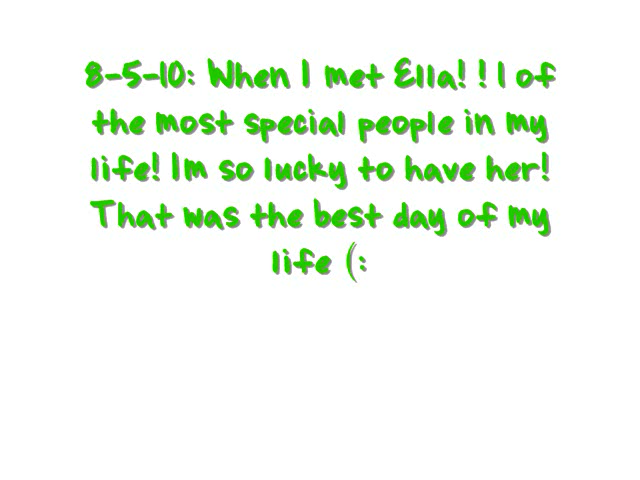 8-5-10: When I met Ella! ! 1 of
the most special people in my
life! Im so lucky to have her!
That was the best day of my
life (: